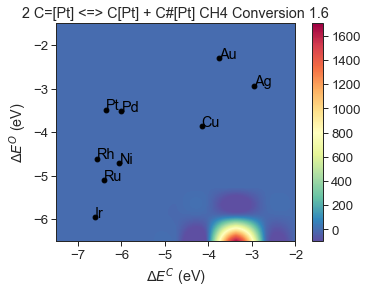 2 C=[Pt] <=> C[Pt] + C#[Pt] CH4 Conversion 1.6
ΔE^O (eV)
−2
−3
−4
−5
−6
Au
Ag
Pt
Pd
Cu
Rh
Ni
Ru
Ir
−7
−6
−5
−4
−3
−2
ΔE^C (eV)
1600
1400
1200
1000
800
600
400
200
0